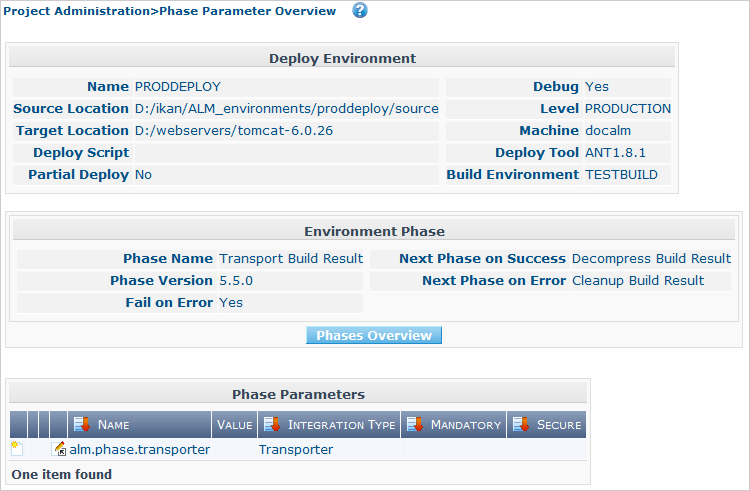 Project Administration>Phase Parameter Overview ?
Deploy Environment
Name PRODDEPLOY Debug Yes
Source Location D:/ikan/ALM_environments/proddeploy/source Level PRODUCTION
Target Location D:/webservers/tomcat-6.0.26 Machine docalm
Deploy Script Deploy Tool ANT1.8.1
Partial Deploy No Build Environment TESTBUILD
Environment Phase
Phase Name Transport Build Result Next Phase on Success Decompress Build Result
Phase Version 5.5.0 Next Phase on Error Cleanup Build Result
Fail on Error Yes
Phases Overview
Phase Parameters
NAME VALUE INTEGRATION TYPE MANDATORY SECURE
alm.phase.transporter Transporter
One item found